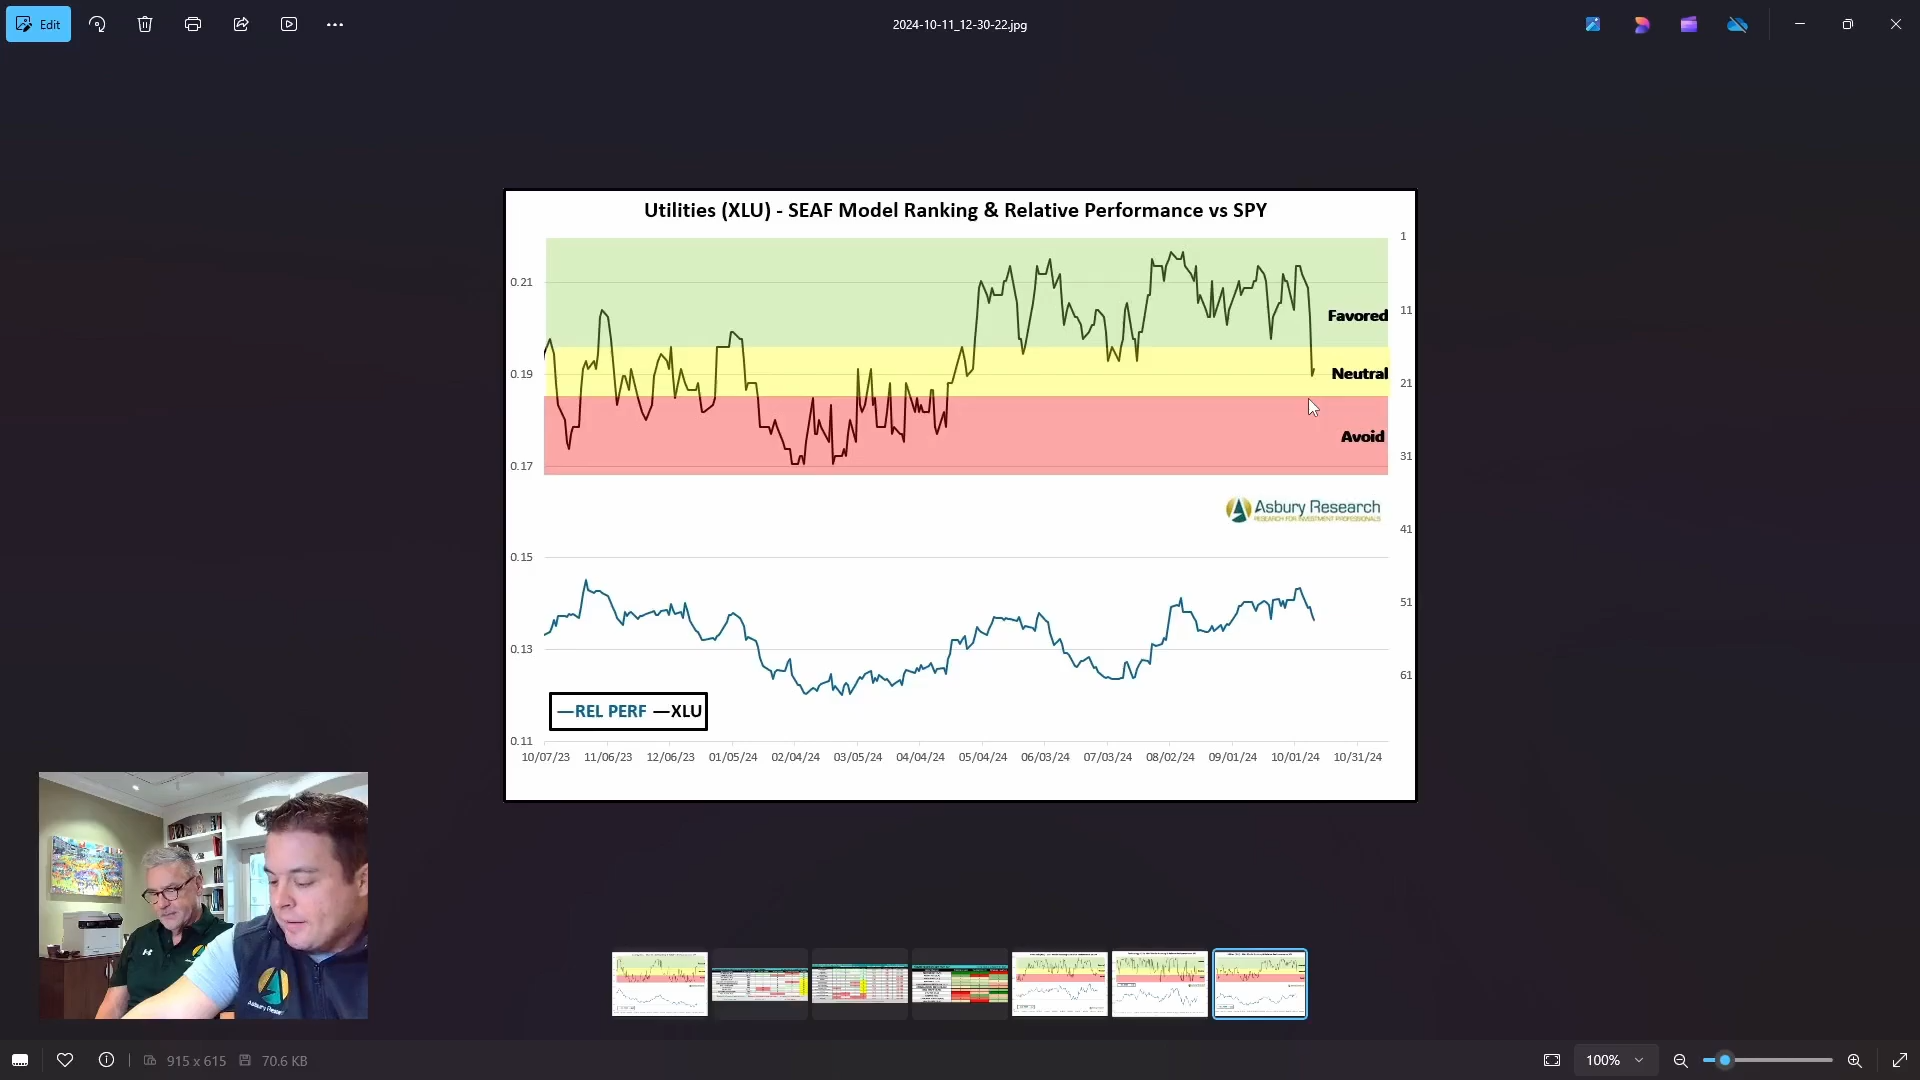 Edit
2024-10-11_12-30-22.jpg
Utilities (XLU) - SEAF Model Ranking & Relative Performance vs SPY
1
0.21
11
Favored
0.19
Neutral
21
Avoid
31
0.17
Asbury Research
RESEARCH FOR INVESTMENT PROFESSIONALS
41
0.15
51
0.13
61
—REL PERF —XLU
0.11
10/07/23 11/06/23 12/06/23 01/05/24 02/04/24 03/05/24 04/04/24 05/04/24 06/03/24 07/03/24 08/02/24 09/01/24 10/01/24 10/31/24
915 x 615 70.6 KB
100%